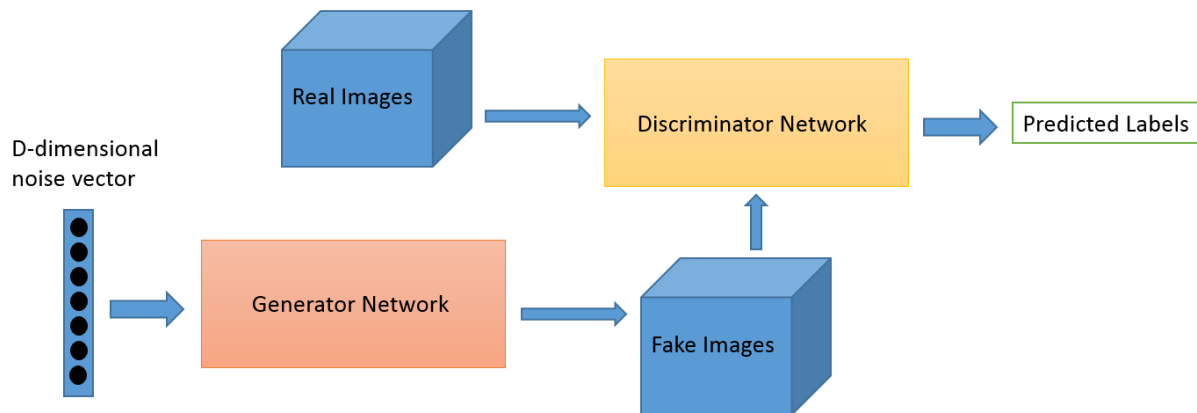 Real Images
Discriminator Network
Predicted Labels
D-dimensional
noise vector
Generator Network
Fake Images